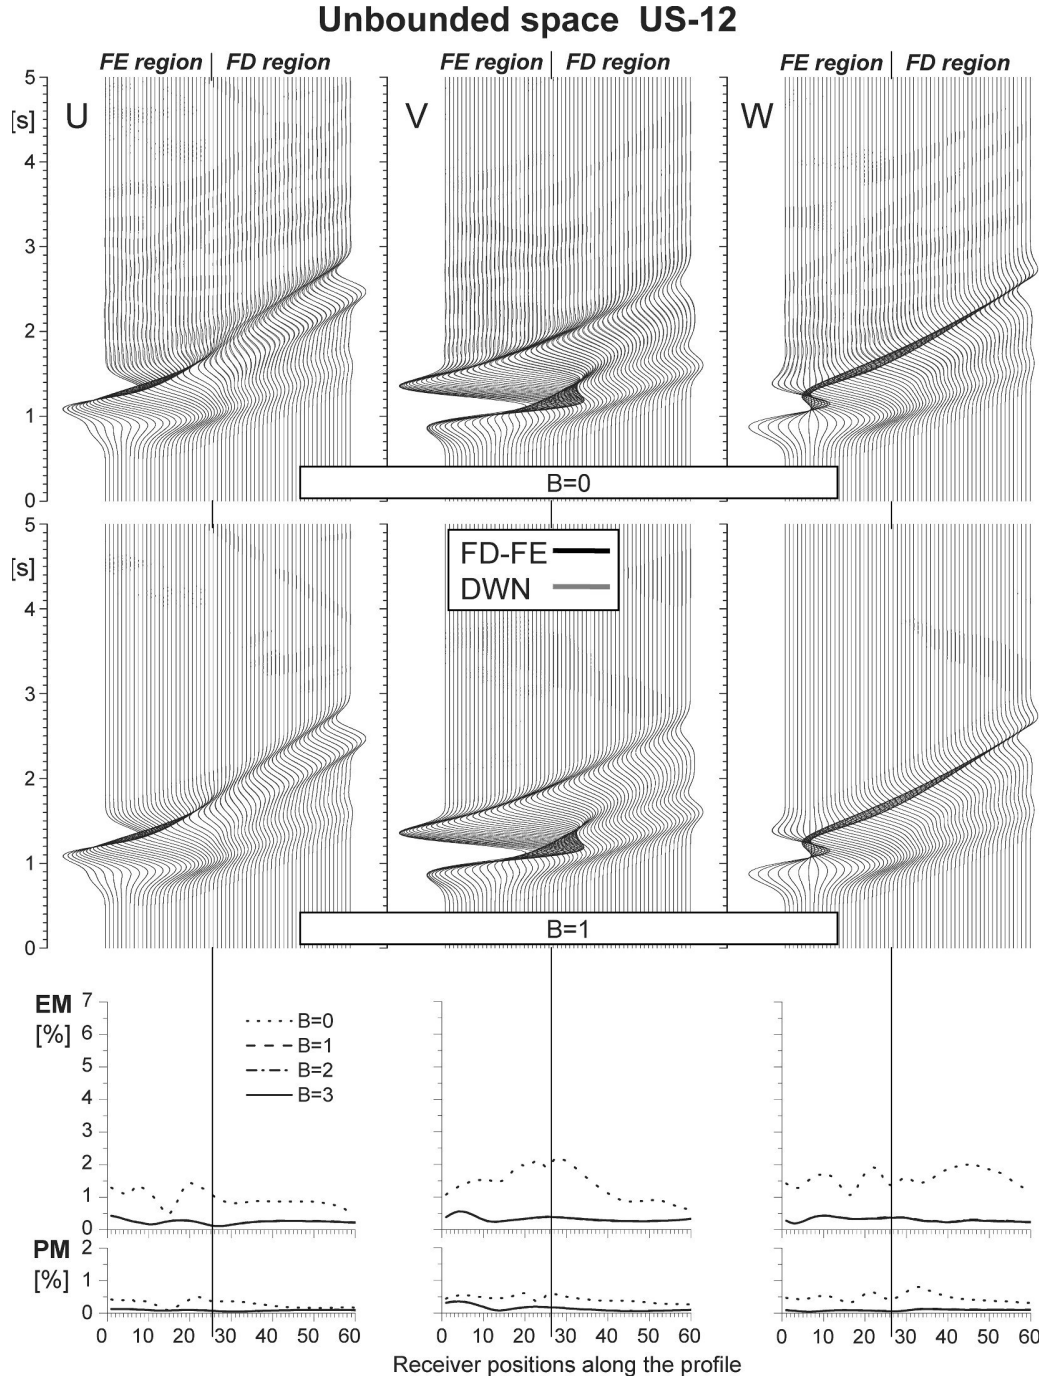 Unbounded space US-12
FE region FD region FE region FD region FE region FD region
5
[s] U V W
4
3
2
1
0
B=0
5
[s]
4
3
2
1
0
FD-FE
DWN
B=1
EM
[%]
7
6
5
4
3
2
1
0
B=0
B=1
B=2
B=3
PM
[%]
2
1
0
0 10 20 30 40 50 60 0 10 20 30 40 50 60 0 10 20 30 40 50 60
Receiver positions along the profile